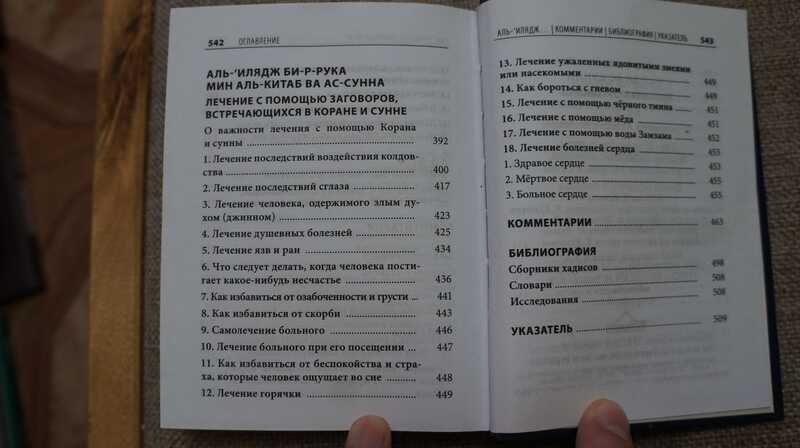 542 ОГЛАВЛЕНИЕ
АЛЬ-'ИЛЯДЖ БИ-Р-РУКА
МИН АЛЬ-КИТАБ ВА АС-СУННА
ЛЕЧЕНИЕ С ПОМОЩЬЮ ЗАГОВОРОВ,
ВСТРЕЧАЮЩИХСЯ В КОРАНЕ И СУННЕ
О важности лечения с помощью Корана
и сунны ........ 392
1. Лечение последствий воздействия колдов-
ства ........ 400
2. Лечение последствий сглаза ........ 417
3. Лечение человека, одержимого злым ду-
хом (джинном) ........ 423
4. Лечение душевных болезней ........ 425
5. Лечение язв и ран ........ 434
6. Что следует делать, когда человека пости-
гает какое-нибудь несчастье ........ 436
7. Как избавиться от озабоченности и грусти ... 441
8. Как избавиться от скорби ........ 443
9. Самолечение больного ........ 446
10. Лечение больного при его посещении ........ 447
11. Как избавиться от беспокойства и стра-
ха, которые человек ощущает во сне ........ 448
12. Лечение горячки ........ 449
АЛЬ-'ИЛЯДЖ ... | КОММЕНТАРИИ | БИБЛИОГРАФИЯ | УКАЗАТЕЛЬ 543
13. Лечение ужаленных ядовитыми змеями
или насекомыми ........ 449
14. Как бороться с гневом ........ 451
15. Лечение с помощью чёрного тмина ........ 451
16. Лечение с помощью мёда ........ 451
17. Лечение с помощью воды Замзама ........ 452
18. Лечение болезней сердца ........ 453
1. Здравое сердце ........ 453
2. Мёртвое сердце ........ 455
3. Больное сердце ........ 455
КОММЕНТАРИИ ........ 463
БИБЛИОГРАФИЯ
Сборники хадисов ........ 498
Словари ........ 508
Исследования ........ 508
УКАЗАТЕЛЬ ........ 509